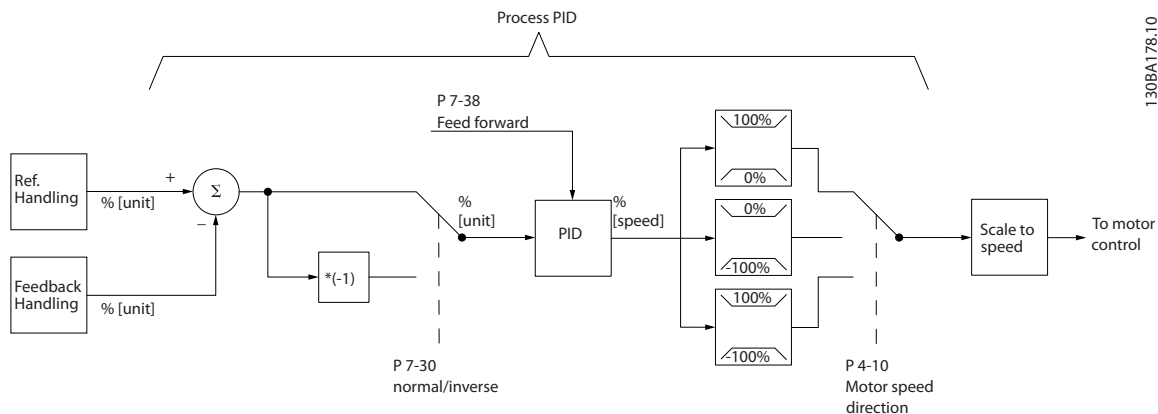 Process PID
130BA178.10
P 7-38
Feed forward
100%
0%
Ref.
Handling
% [unit]
+
Σ
−
%
[unit]
PID
%
[speed]
0%
-100%
Scale to
speed
To motor
control
Feedback
Handling
% [unit]
*(-1)
100%
-100%
P 7-30
normal/inverse
P 4-10
Motor speed
direction